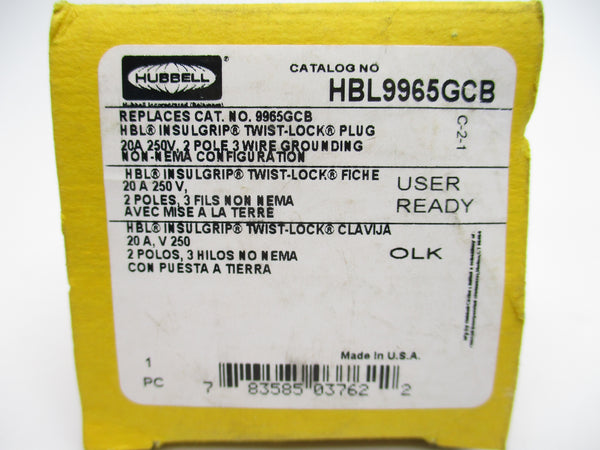 HUBBELL
Hubbell Incorporated (Delaware)
CATALOG NO
HBL9965GCB
REPLACES CAT. NO. 9965GCB
HBL® INSULGRIP® TWIST-LOCK® PLUG
20A 250V, 2 POLE 3 WIRE GROUNDING
NON-NEMA CONFIGURATION
C-2-1
HBL® INSULGRIP® TWIST-LOCK® FICHE
20 A 250 V,
2 POLES, 3 FILS NON NEMA
AVEC MISE A LA TERRE
USER
READY
HBL® INSULGRIP® TWIST-LOCK® CLAVIJA
20 A, V 250
2 POLOS, 3 HILOS NO NEMA
CON PUESTA A TIERRA
OLK
1
PC
Made in U.S.A.
7 83585 03762 2